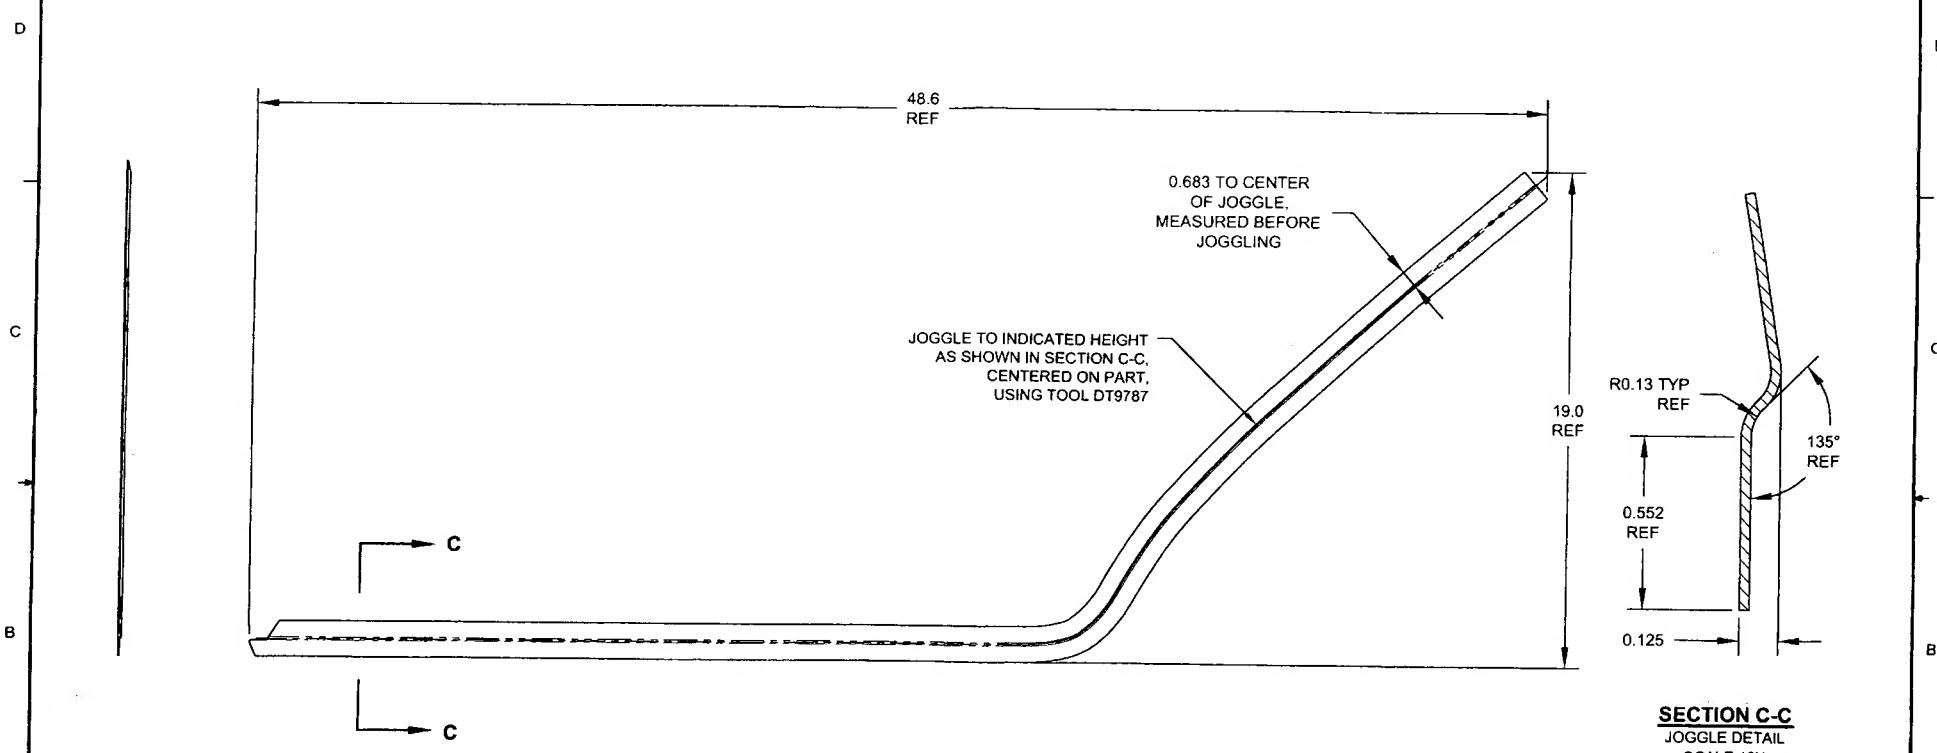 D
48.6
REF
0.683 TO CENTER
OF JOGGLE,
MEASURED BEFORE
JOGGLING
C
JOGGLE TO INDICATED HEIGHT
AS SHOWN IN SECTION C-C,
CENTERED ON PART,
USING TOOL DT9787
19.0
REF
R0.13 TYP
REF
135°
REF
0.552
REF
C
B
0.125
B
C
SECTION C-C
JOGGLE DETAIL